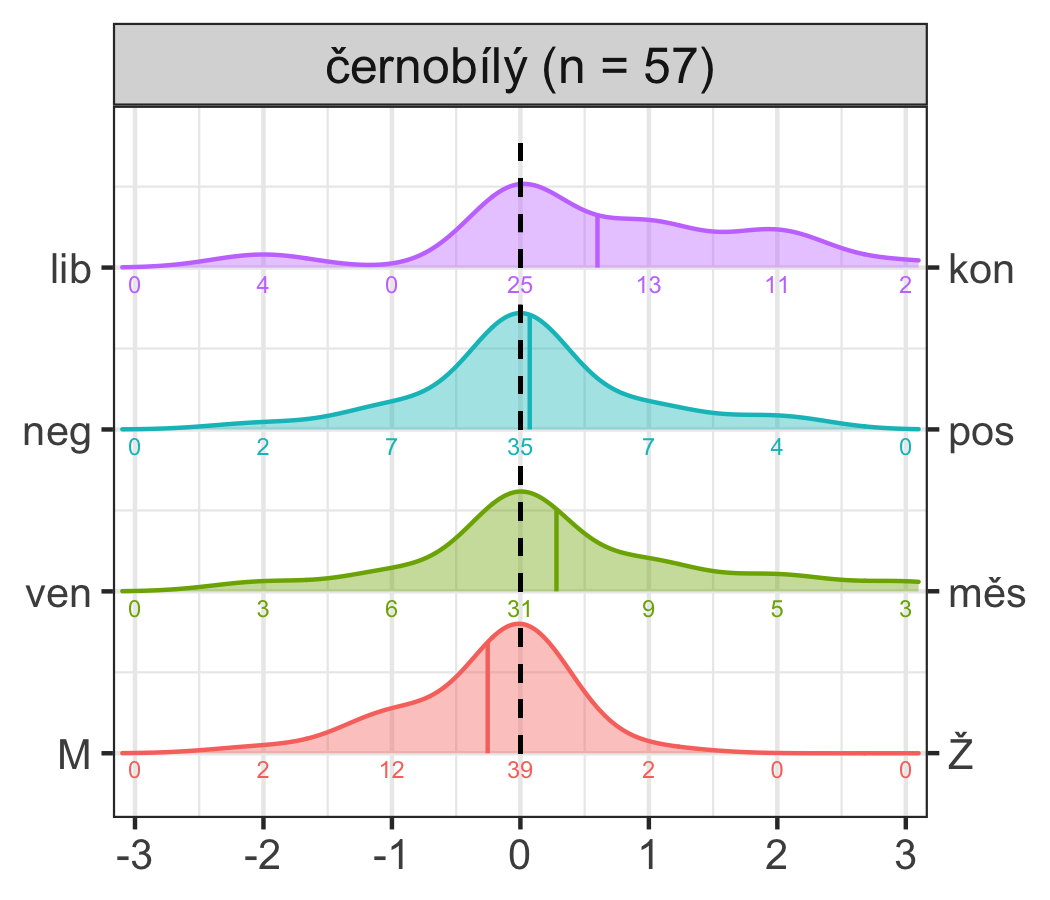 černobílý (n = 57)
lib kon
0 4 0 25 13 11 2
neg pos
0 2 7 35 7 4 0
ven měs
0 3 6 31 9 5 3
M Ž
0 2 12 39 2 0 0
-3 -2 -1 0 1 2 3